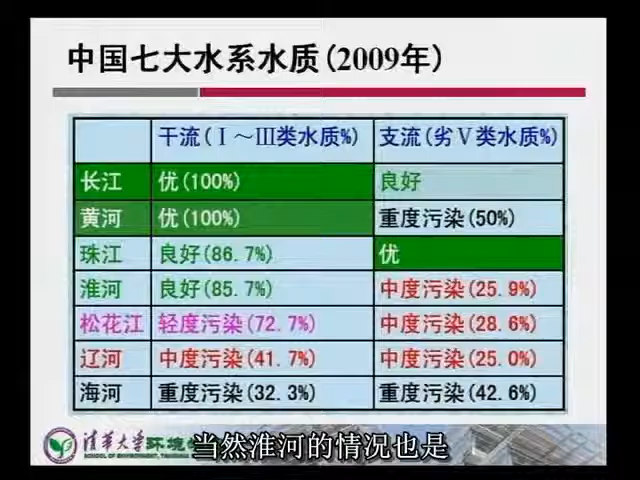 中国七大水系水质(2009年)
干流(Ⅰ～Ⅲ类水质%) 支流(劣Ⅴ类水质%)
长江 优(100%) 良好
黄河 优(100%) 重度污染(50%)
珠江 良好(86.7%) 优
淮河 良好(85.7%) 中度污染(25.9%)
松花江 轻度污染(72.7%) 中度污染(28.6%)
辽河 中度污染(41.7%) 中度污染(25.0%)
海河 重度污染(32.3%) 重度污染(42.6%)
清华大学环境
SCHOOL OF ENVIRONMENT,
当然淮河的情况也是